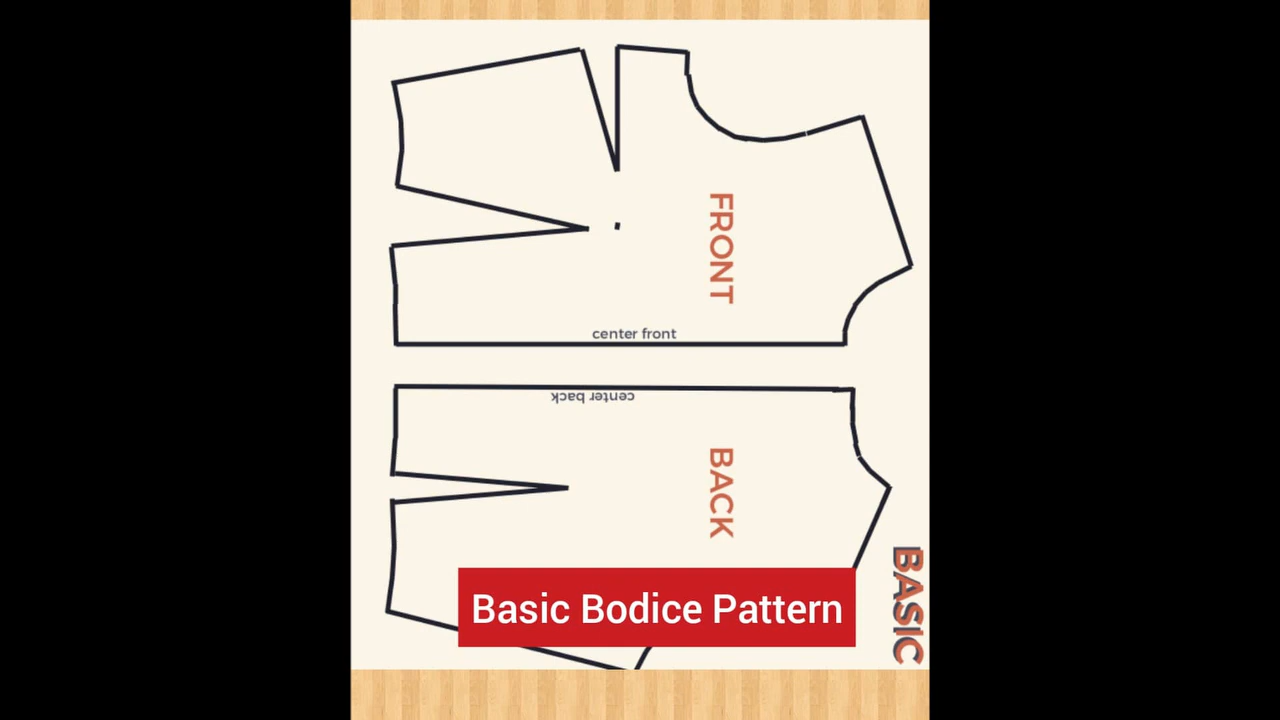 FRONT
center front
center back
BACK
BASIC
Basic Bodice Pattern